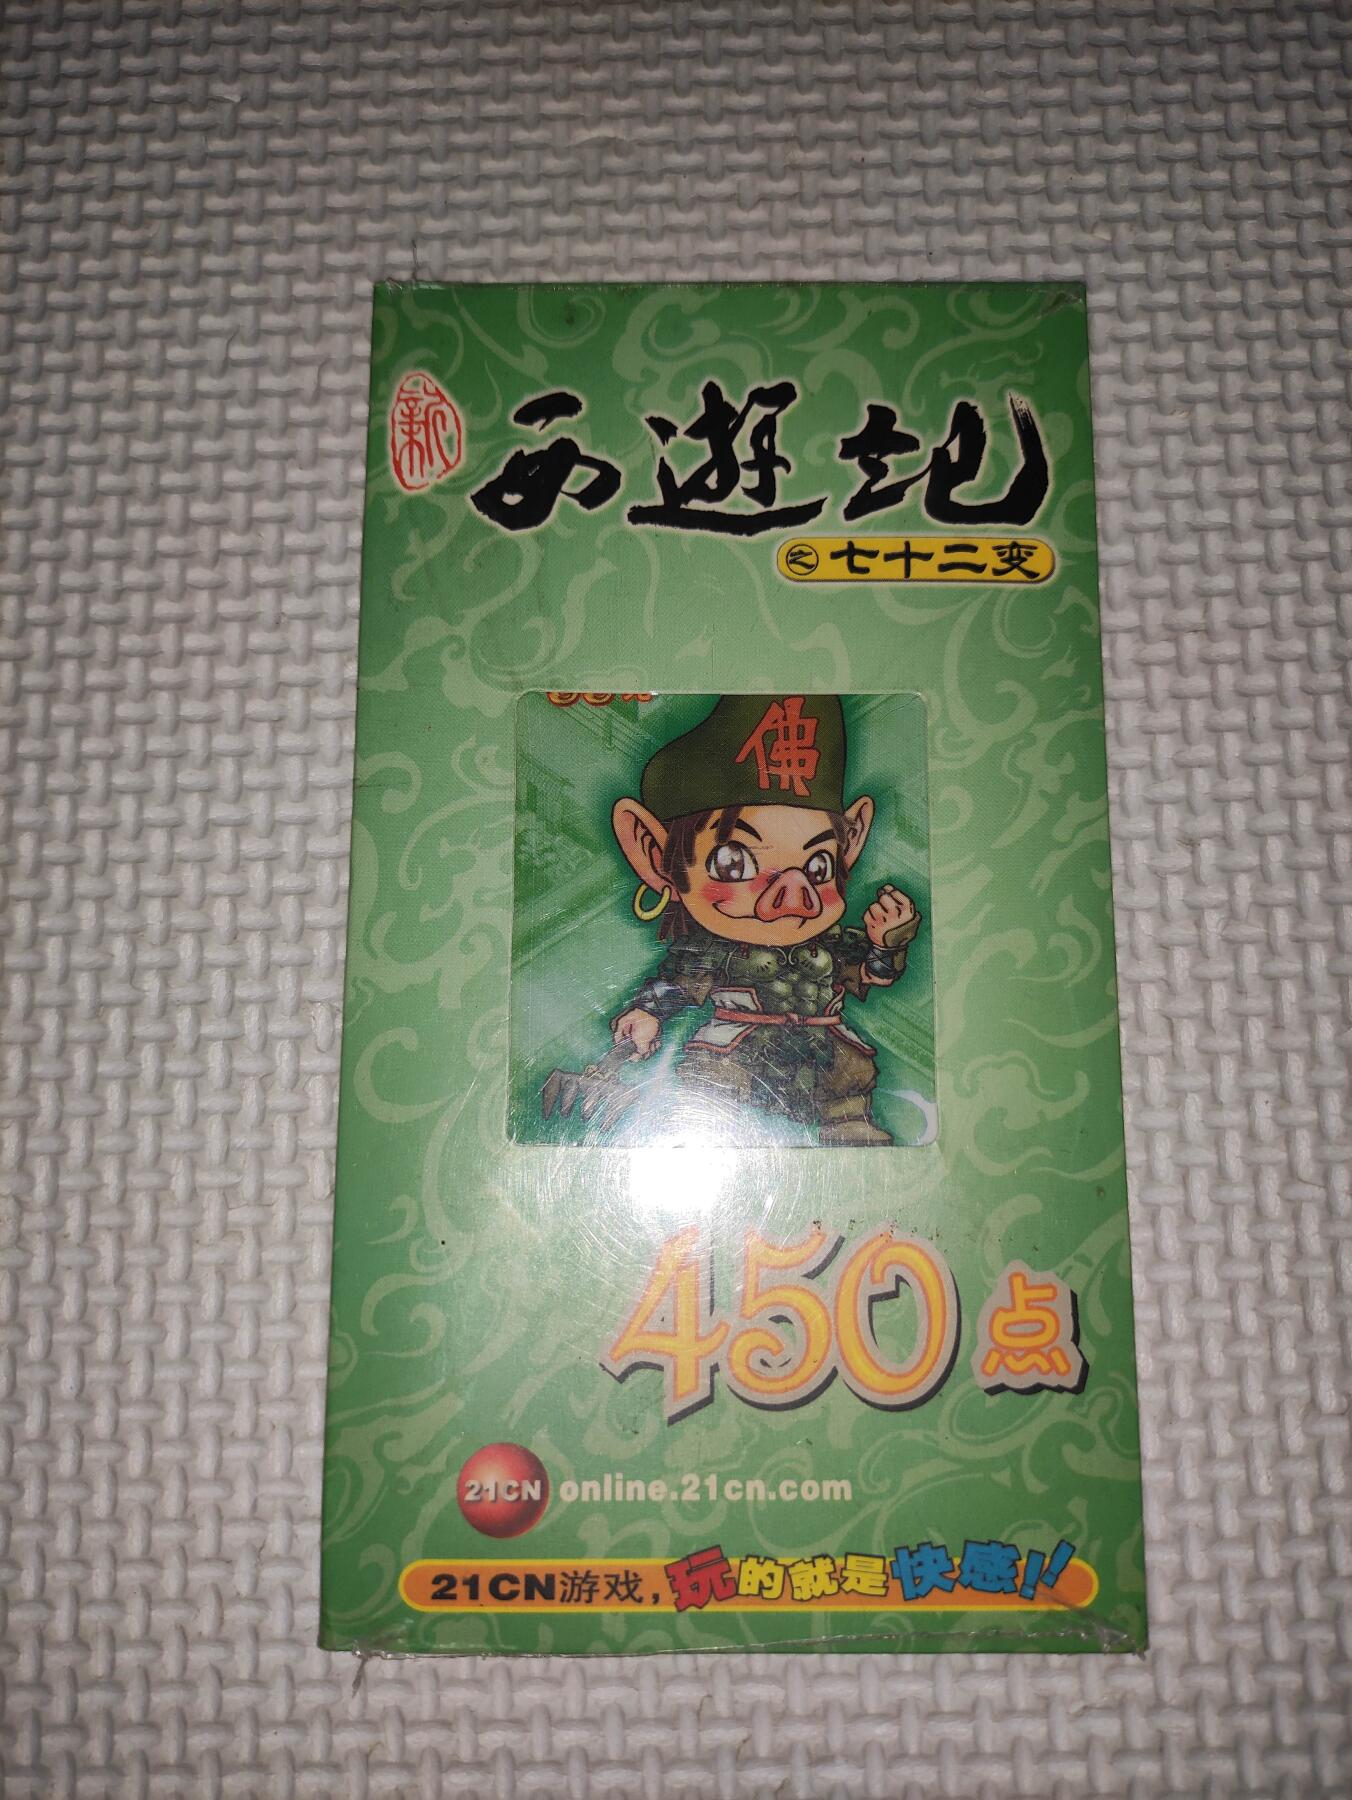 新
西遊記
之七十二变
佛
450点
21CN online.21cn.com
21CN游戏，玩的就是快感!!